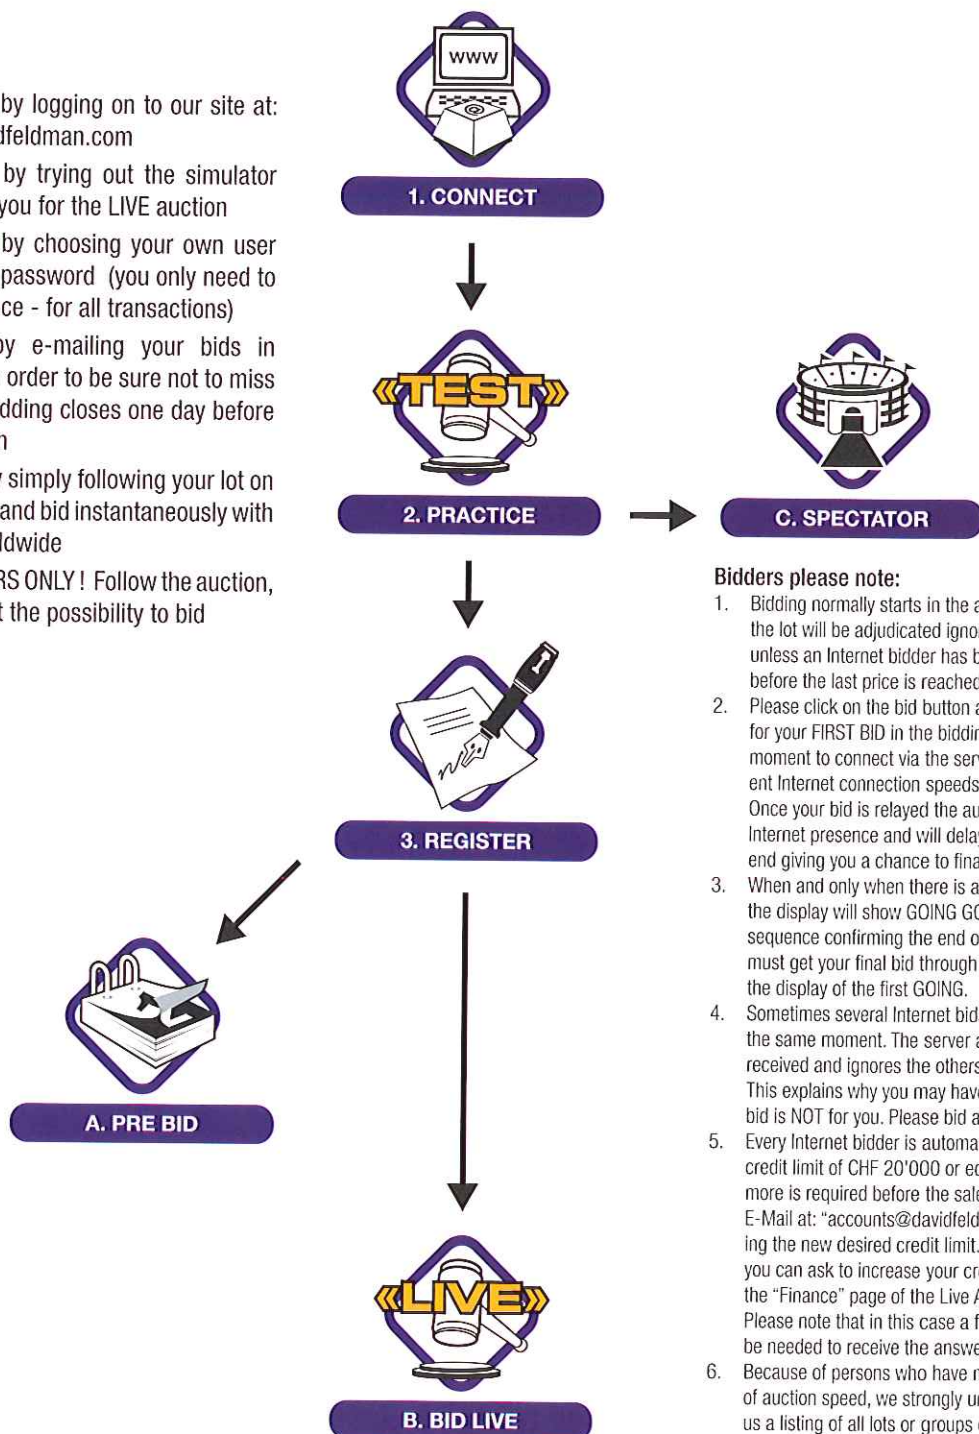 by logging on to our site at:
dfeldman.com
by trying out the simulator
you for the LIVE auction
by choosing your own user
password (you only need to
ce - for all transactions)
by e-mailing your bids in
order to be sure not to miss
dding closes one day before
n
simply following your lot on
and bid instantaneously with
ldwide
RS ONLY! Follow the auction,
t the possibility to bid
www
@
1. CONNECT
«TEST»
2. PRACTICE
C. SPECTATOR
3. REGISTER
A. PRE BID
«LIVE»
B. BID LIVE
Bidders please note:
1. Bidding normally starts in the a
the lot will be adjudicated igno
unless an Internet bidder has b
before the last price is reached
2. Please click on the bid button a
for your FIRST BID in the biddin
moment to connect via the serv
ent Internet connection speeds
Once your bid is relayed the au
Internet presence and will delay
end giving you a chance to fina
3. When and only when there is a
the display will show GOING GO
sequence confirming the end o
must get your final bid through
the display of the first GOING.
4. Sometimes several Internet bid
the same moment. The server a
received and ignores the others
This explains why you may have
bid is NOT for you. Please bid a
5. Every Internet bidder is automa
credit limit of CHF 20'000 or ec
more is required before the sale
E-Mail at: "accounts@davidfeld
ing the new desired credit limit.
you can ask to increase your cre
the "Finance" page of the Live A
Please note that in this case a f
be needed to receive the answe
6. Because of persons who have n
of auction speed, we strongly u
us a listing of all lots or groups